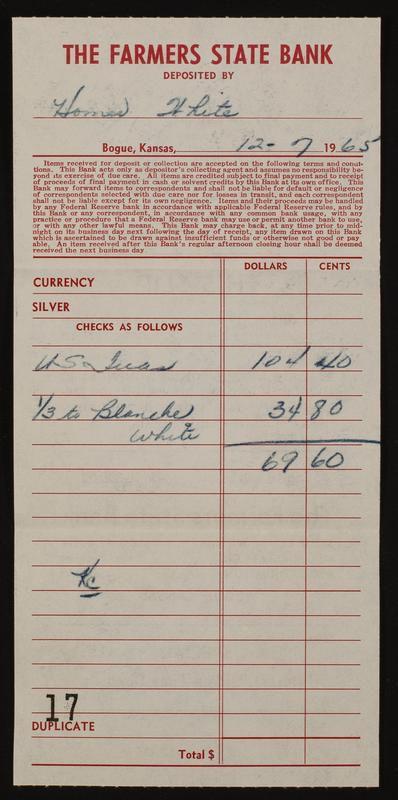 THE FARMERS STATE BANK
DEPOSITED BY
Homer White
Bogue, Kansas, 12-7 1965
Items received for deposit or collection are accepted on the following terms and condi-
tions. This Bank acts only as depositor's collecting agent and assumes no responsibility be-
yond its exercise of due care. All items are credited subject to final payment and to receipt
of proceeds of final payment in cash or solvent credits by this Bank at its own office. This
Bank may forward items to correspondents and shall not be liable for default or negligence
of correspondents selected with due care nor for losses in transit, and each correspondent
shall not be liable except for its own negligence. Items and their proceeds may be handled
by any Federal Reserve bank in accordance with applicable Federal Reserve rules, and by
this Bank or any correspondent, in accordance with any common bank usage, with any
practice or procedure that a Federal Reserve bank may use or permit another bank to use,
or with any other lawful means. This Bank may charge back, at any time prior to mid-
night on its business day next following the day of receipt, any item drawn on this Bank
which is ascertained to be drawn against insufficient funds or otherwise not good or pay
able. An item received after this Bank's regular afternoon closing hour shall be deemed
received the next business day.
DOLLARS CENTS
CURRENCY
SILVER
CHECKS AS FOLLOWS
U S Treas 104 40
1/3 to Blanche 34 80
White
69 60
17
DUPLICATE
Total $